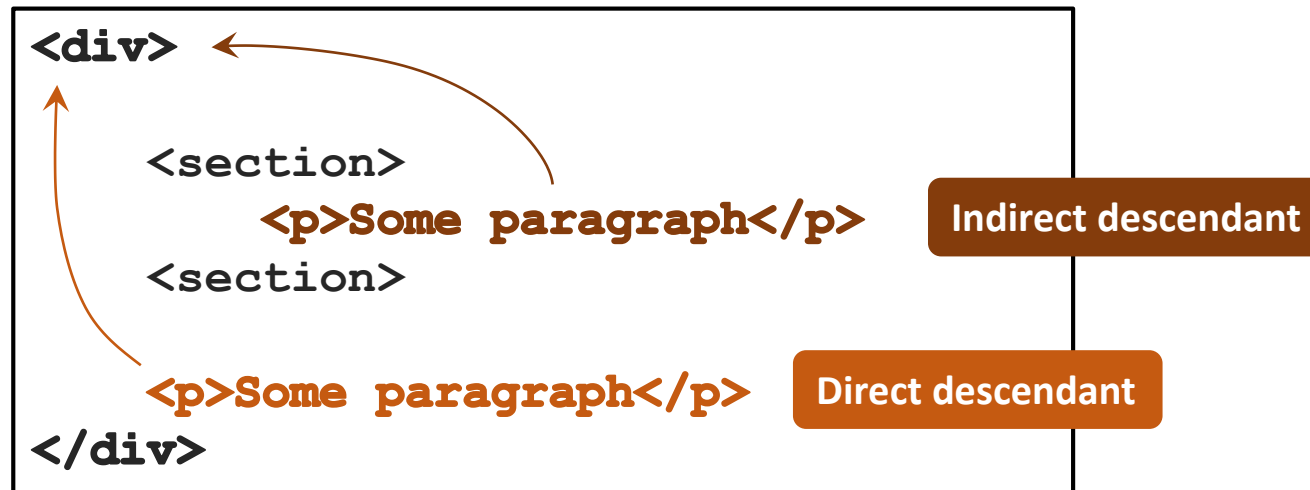 <div>
<section>
<p>Some paragraph</p> Indirect descendant
<section>
<p>Some paragraph</p> Direct descendant
</div>